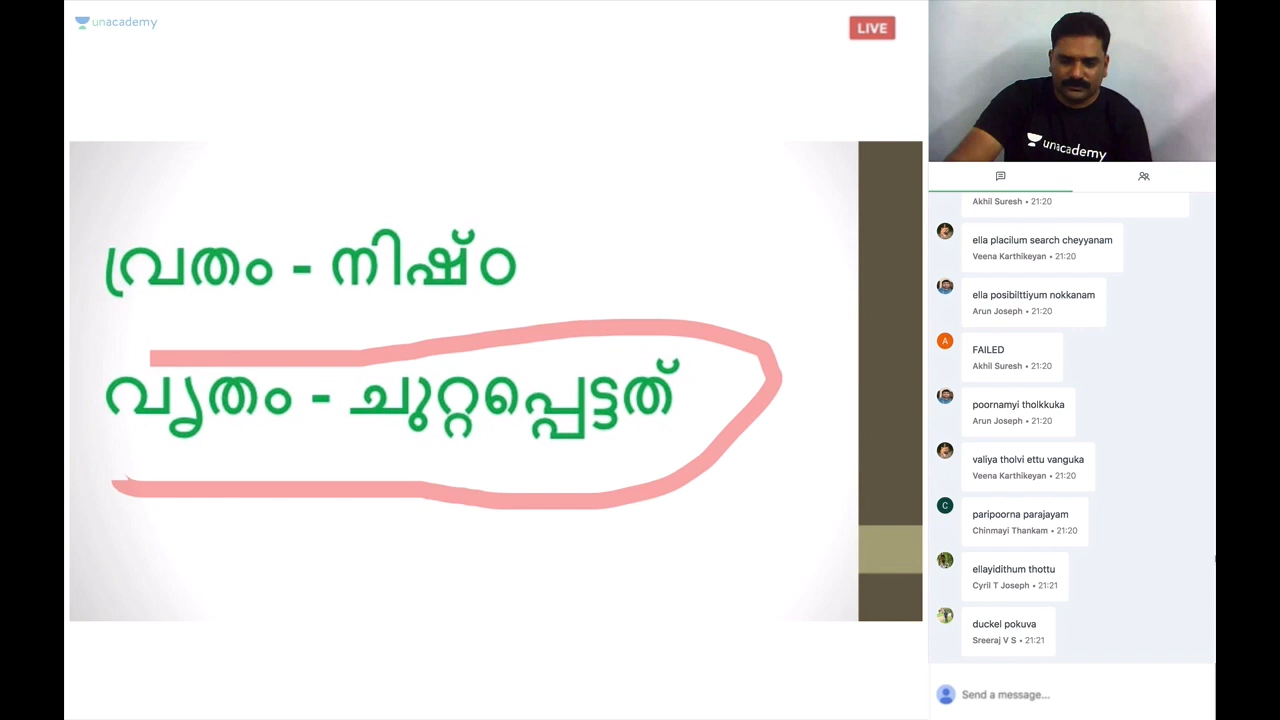 unacademy
LIVE
വ്രതം - നിഷ്ഠ
വൃതം - ചുറ്റപ്പെട്ടത്
unacademy
Akhil Suresh • 21:20
ella placilum search cheyyanam
Veena Karthikeyan • 21:20
ella posibilttiyum nokkanam
Arun Joseph • 21:20
A
FAILED
Akhil Suresh • 21:20
poornamyi tholkkuka
Arun Joseph • 21:20
valiya tholvi ettu vanguka
Veena Karthikeyan • 21:20
C
paripoorna parajayam
Chinmayi Thankam • 21:20
ellayidithum thottu
Cyril T Joseph • 21:21
duckel pokuva
Sreeraj V S • 21:21
Send a message...